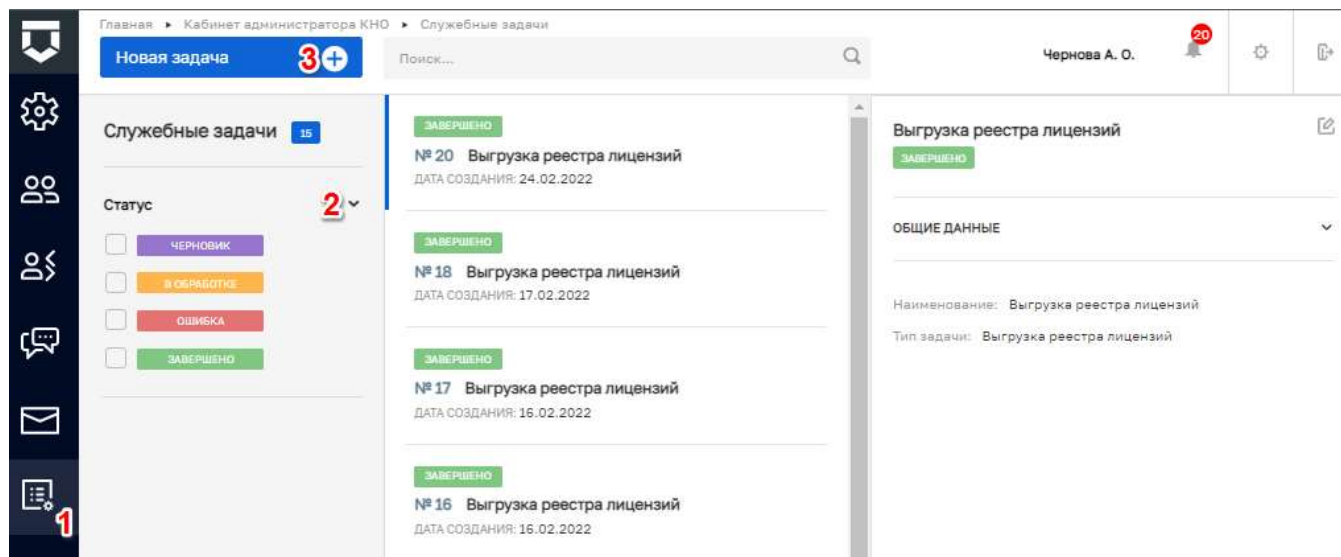 Главная ▸ Кабинет администратора КНО ▸ Служебные задачи
Новая задача 3
Поиск...
Чернова А. О.
20
Служебные задачи 15
Статус 2
ЧЕРНОВИК
В ОБРАБОТКЕ
ОШИБКА
ЗАВЕРШЕНО
1
ЗАВЕРШЕНО
№ 20 Выгрузка реестра лицензий
ДАТА СОЗДАНИЯ: 24.02.2022
ЗАВЕРШЕНО
№ 18 Выгрузка реестра лицензий
ДАТА СОЗДАНИЯ: 17.02.2022
ЗАВЕРШЕНО
№ 17 Выгрузка реестра лицензий
ДАТА СОЗДАНИЯ: 16.02.2022
ЗАВЕРШЕНО
№ 16 Выгрузка реестра лицензий
ДАТА СОЗДАНИЯ: 16.02.2022
Выгрузка реестра лицензий
ЗАВЕРШЕНО
ОБЩИЕ ДАННЫЕ
Наименование: Выгрузка реестра лицензий
Тип задачи: Выгрузка реестра лицензий